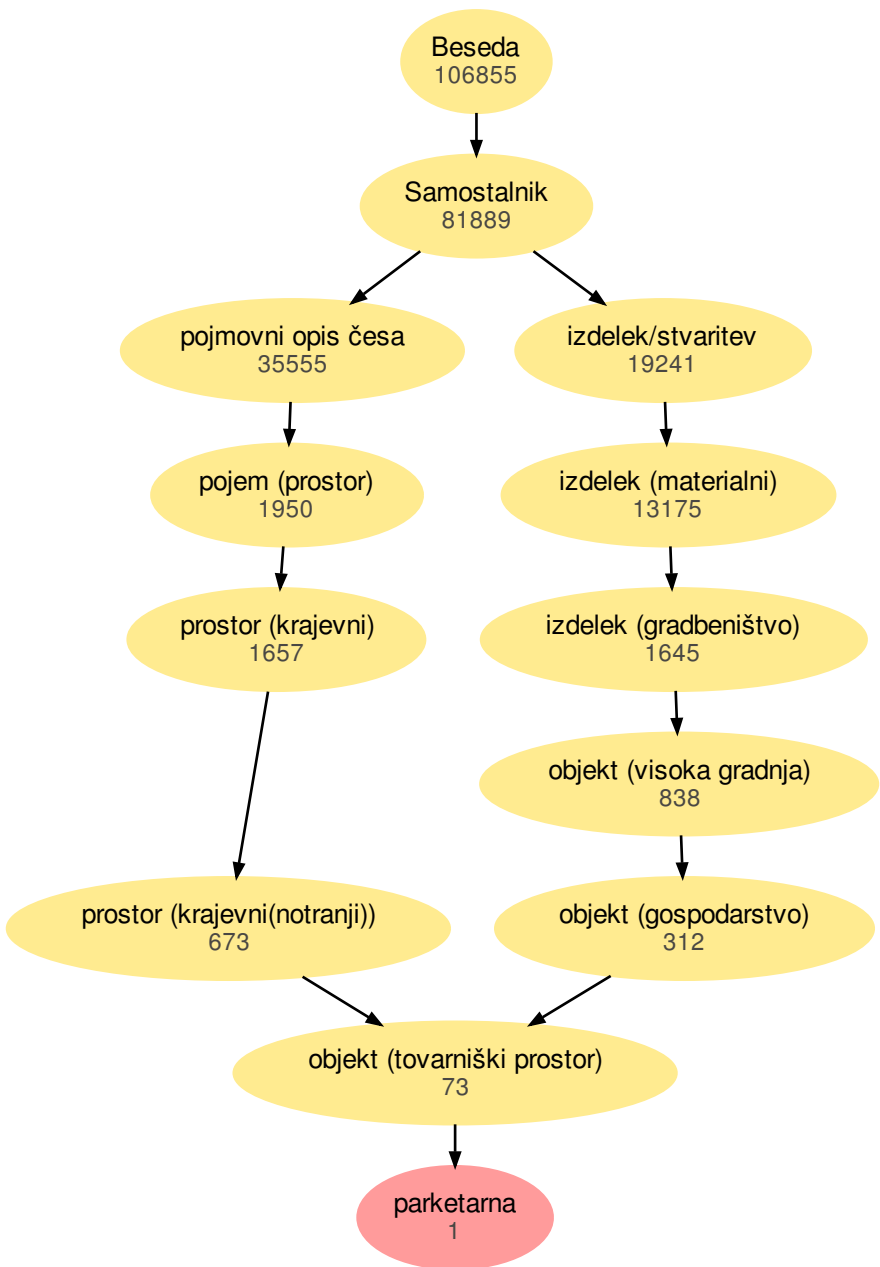 Beseda
106855
Samostalnik
81889
pojmovni opis česa
35555
izdelek/stvaritev
19241
pojem (prostor)
1950
izdelek (materialni)
13175
prostor (krajevni)
1657
izdelek (gradbeništvo)
1645
objekt (visoka gradnja)
838
prostor (krajevni(notranji))
673
objekt (gospodarstvo)
312
objekt (tovarniški prostor)
73
parketarna
1